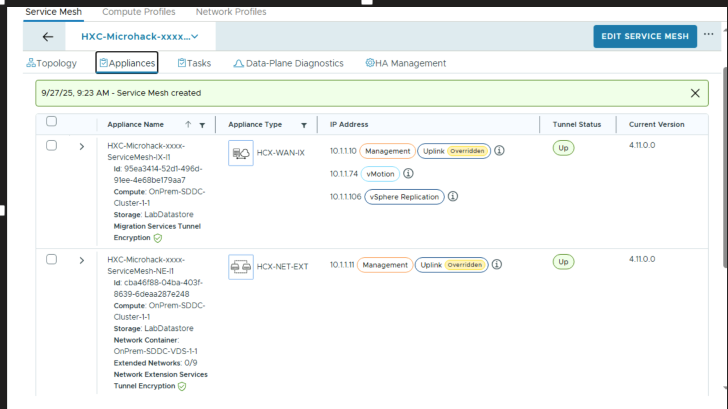 Service Mesh Compute Profiles Network Profiles
HXC-Microhack-xxxx... EDIT SERVICE MESH ...
Topology Appliances Tasks Data-Plane Diagnostics HA Management
9/27/25, 9:23 AM - Service Mesh created
Appliance Name Appliance Type IP Address Tunnel Status Current Version
HXC-Microhack-xxxx-
ServiceMesh-IX-I1
Id: 95ea3414-52d1-496d-
91ee-4e68be179aa7
Compute: OnPrem-SDDC-
Cluster-1-1
Storage: LabDatastore
Migration Services Tunnel
Encryption
HCX-WAN-IX
10.1.1.10 Management Uplink Overridden
10.1.1.74 vMotion
10.1.1.106 vSphere Replication
Up
4.11.0.0
HXC-Microhack-xxxx-
ServiceMesh-NE-I1
Id: cba46f88-04ba-403f-
8639-6deaa287e248
Compute: OnPrem-SDDC-
Cluster-1-1
Storage: LabDatastore
Network Container:
OnPrem-SDDC-VDS-1-1
Extended Networks: 0/9
Network Extension Services
Tunnel Encryption
HCX-NET-EXT
10.1.1.11 Management Uplink Overridden
Up
4.11.0.0